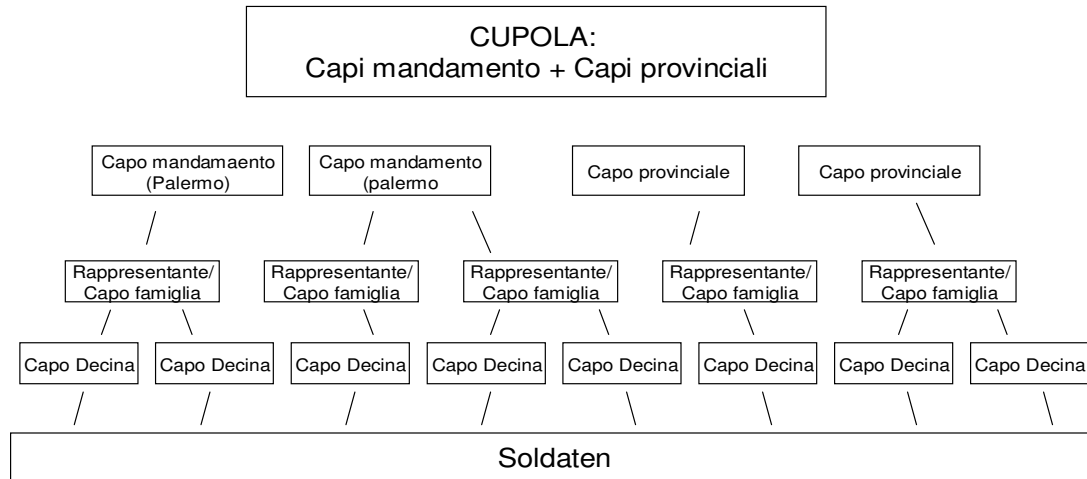 CUPOLA:
Capi mandamento + Capi provinciali
Capo mandamaento
(Palermo)
Capo mandamento
(palermo
Capo provinciale
Capo provinciale
Rappresentante/
Capo famiglia
Rappresentante/
Capo famiglia
Rappresentante/
Capo famiglia
Rappresentante/
Capo famiglia
Rappresentante/
Capo famiglia
Capo Decina
Capo Decina
Capo Decina
Capo Decina
Capo Decina
Capo Decina
Capo Decina
Capo Decina
Soldaten